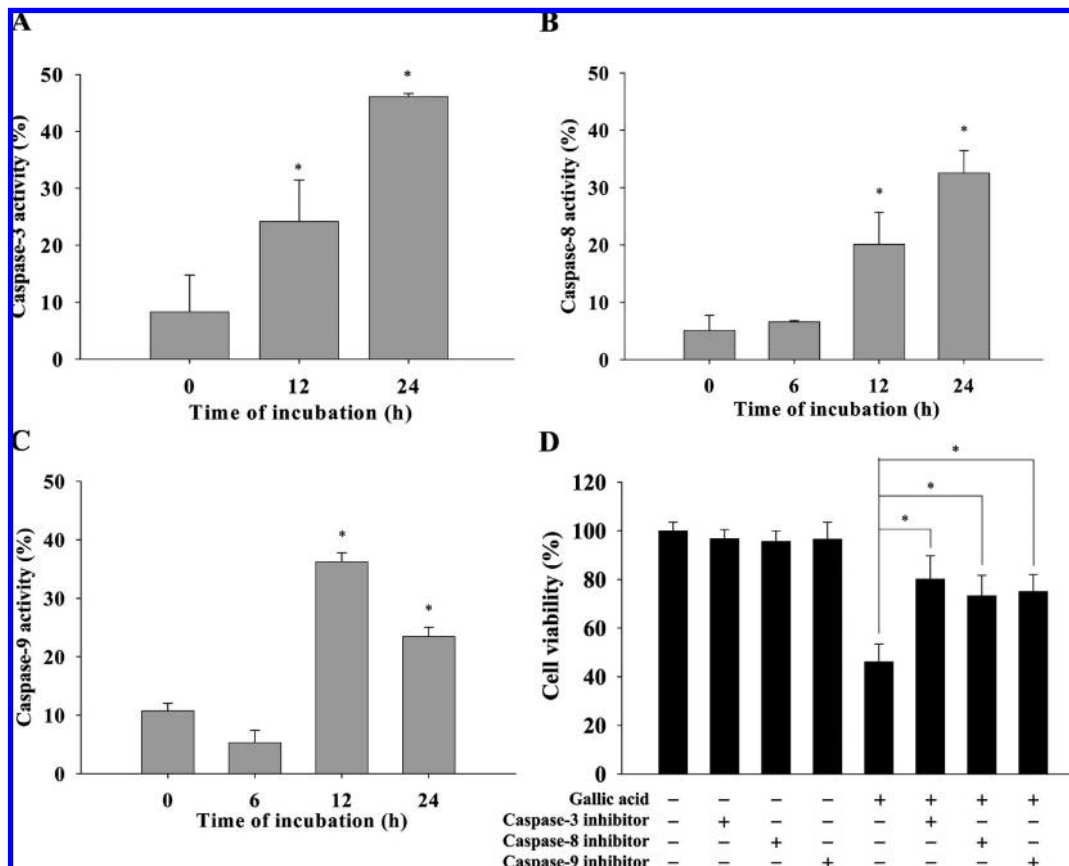 A
Caspase-3 activity (%)
50
40
30
20
10
0
*
*
0 12 24
Time of incubation (h)
B
Caspase-8 activity (%)
50
40
30
20
10
0
*
*
0 6 12 24
Time of incubation (h)
C
Caspase-9 activity (%)
50
40
30
20
10
0
*
*
0 6 12 24
Time of incubation (h)
D
Cell viability (%)
120
100
80
60
40
20
0
*
*
*
Gallic acid − − − − + + + +
Caspase-3 inhibitor − + − − − + − −
Caspase-8 inhibitor − − + − − − + −
Caspase-9 inhibitor − − − + − − − +